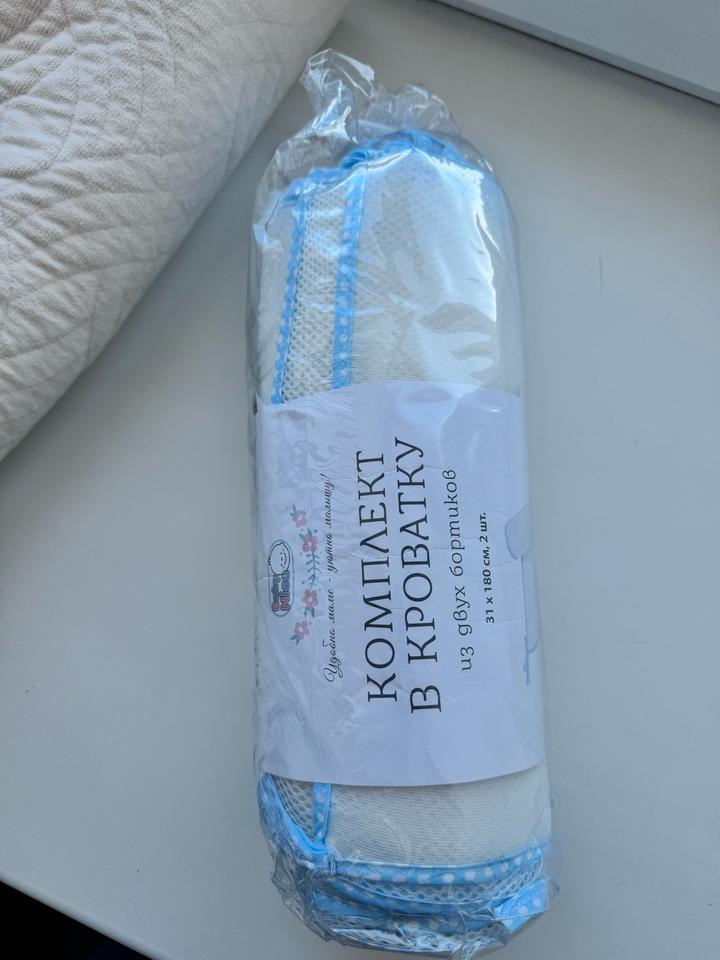 Удобно маме - уютно малышу!
КОМПЛЕКТ
В КРОВАТКУ
из двух бортиков
31 x 180 см, 2 шт.